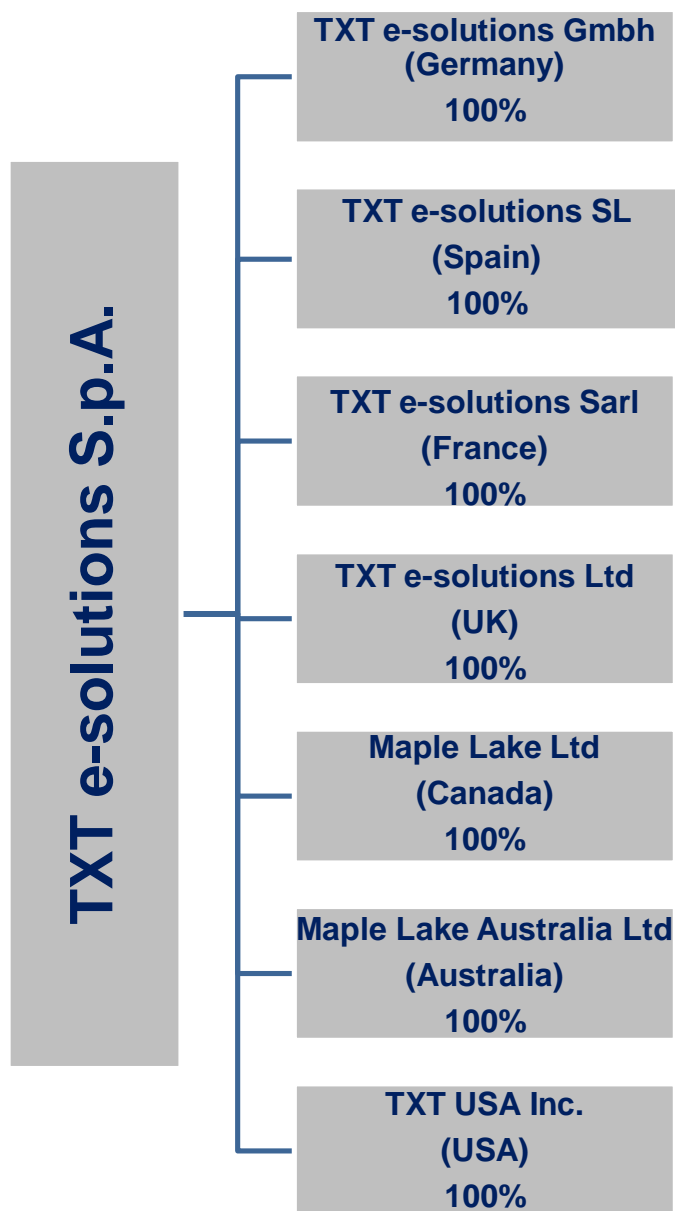 TXT e-solutions S.p.A.
TXT e-solutions Gmbh
(Germany)
100%
TXT e-solutions SL
(Spain)
100%
TXT e-solutions Sarl
(France)
100%
TXT e-solutions Ltd
(UK)
100%
Maple Lake Ltd
(Canada)
100%
Maple Lake Australia Ltd
(Australia)
100%
TXT USA Inc.
(USA)
100%